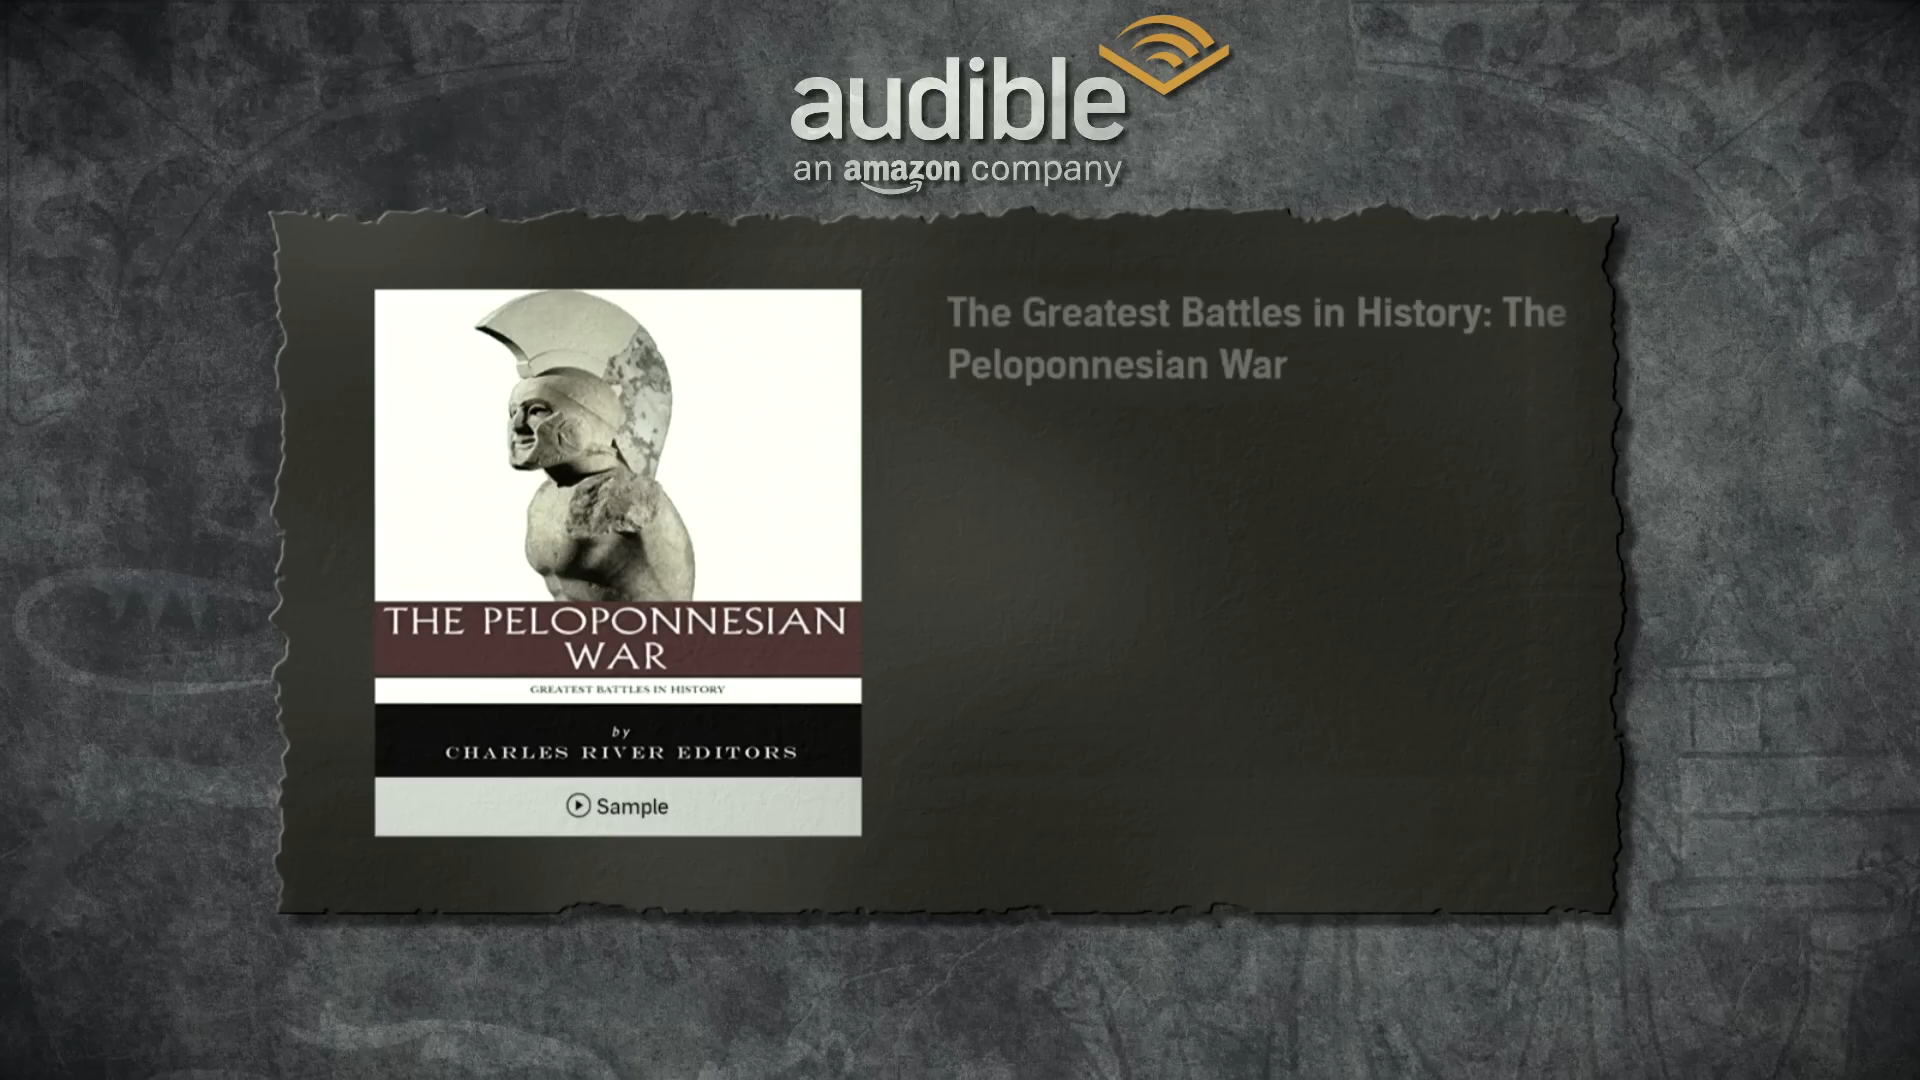 audible
an amazon company
The Greatest Battles in History: The
Peloponnesian War
THE PELOPONNESIAN
WAR
GREATEST BATTLES IN HISTORY
by
CHARLES RIVER EDITORS
Sample